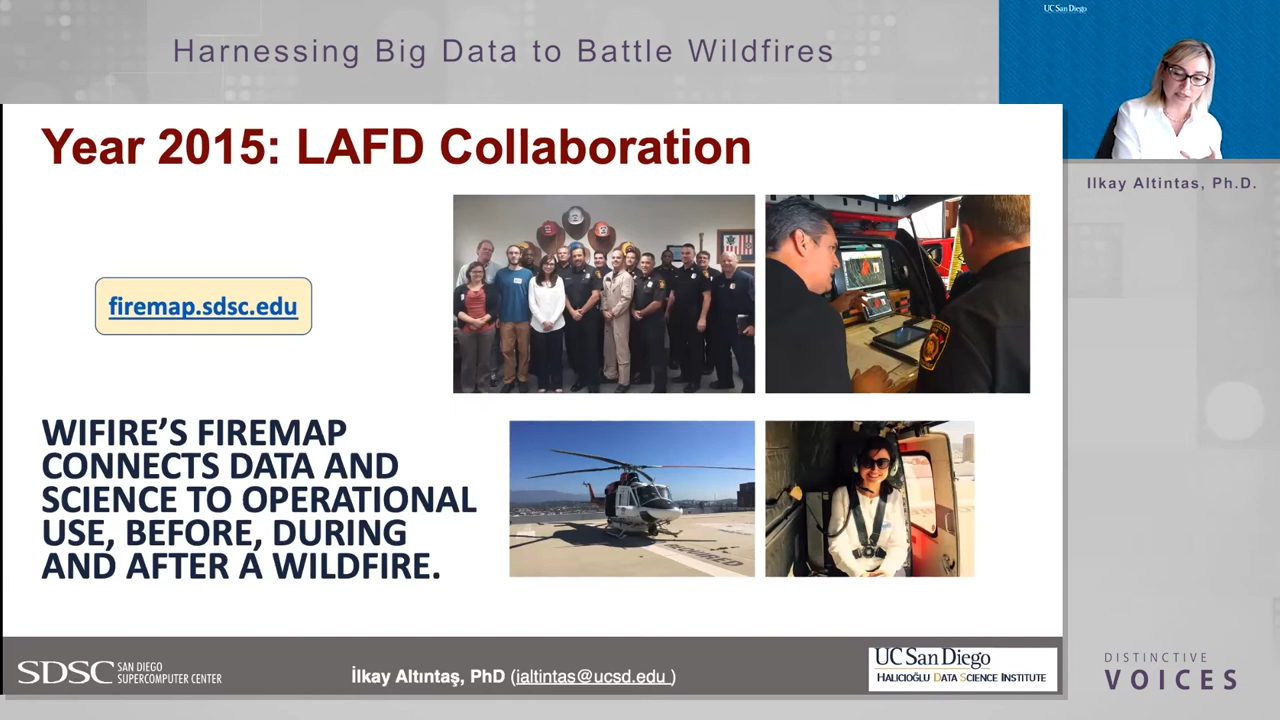 Harnessing Big Data to Battle Wildfires
UC San Diego
Ilkay Altintas, Ph.D.
Year 2015: LAFD Collaboration
firemap.sdsc.edu
WIFIRE’S FIREMAP
CONNECTS DATA AND
SCIENCE TO OPERATIONAL
USE, BEFORE, DURING
AND AFTER A WILDFIRE.
SDSC
SAN DIEGO
SUPERCOMPUTER CENTER
İlkay Altıntaş, PhD (ialtintas@ucsd.edu )
UC San Diego
HALICIOĞLU DATA SCIENCE INSTITUTE
DISTINCTIVE
VOICES